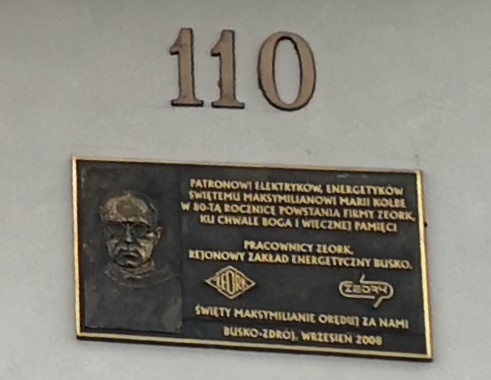 110
PATRONOWI ELEKTRYKÓW, ENERGETYKÓW
ŚWIĘTEMU MAKSYMILIANOWI MARII KOLBE
W 80-TĄ ROCZNICĘ POWSTANIA FIRMY ZEORK,
KU CHWALE BOGA I WIECZNEJ PAMIĘCI
PRACOWNICY ZEORK,
REJONOWY ZAKŁAD ENERGETYCZNY BUSKO.
ZEORK
ZEORK
ŚWIĘTY MAKSYMILIANIE ORĘDUJ ZA NAMI
BUSKO-ZDRÓJ, WRZESIEŃ 2008